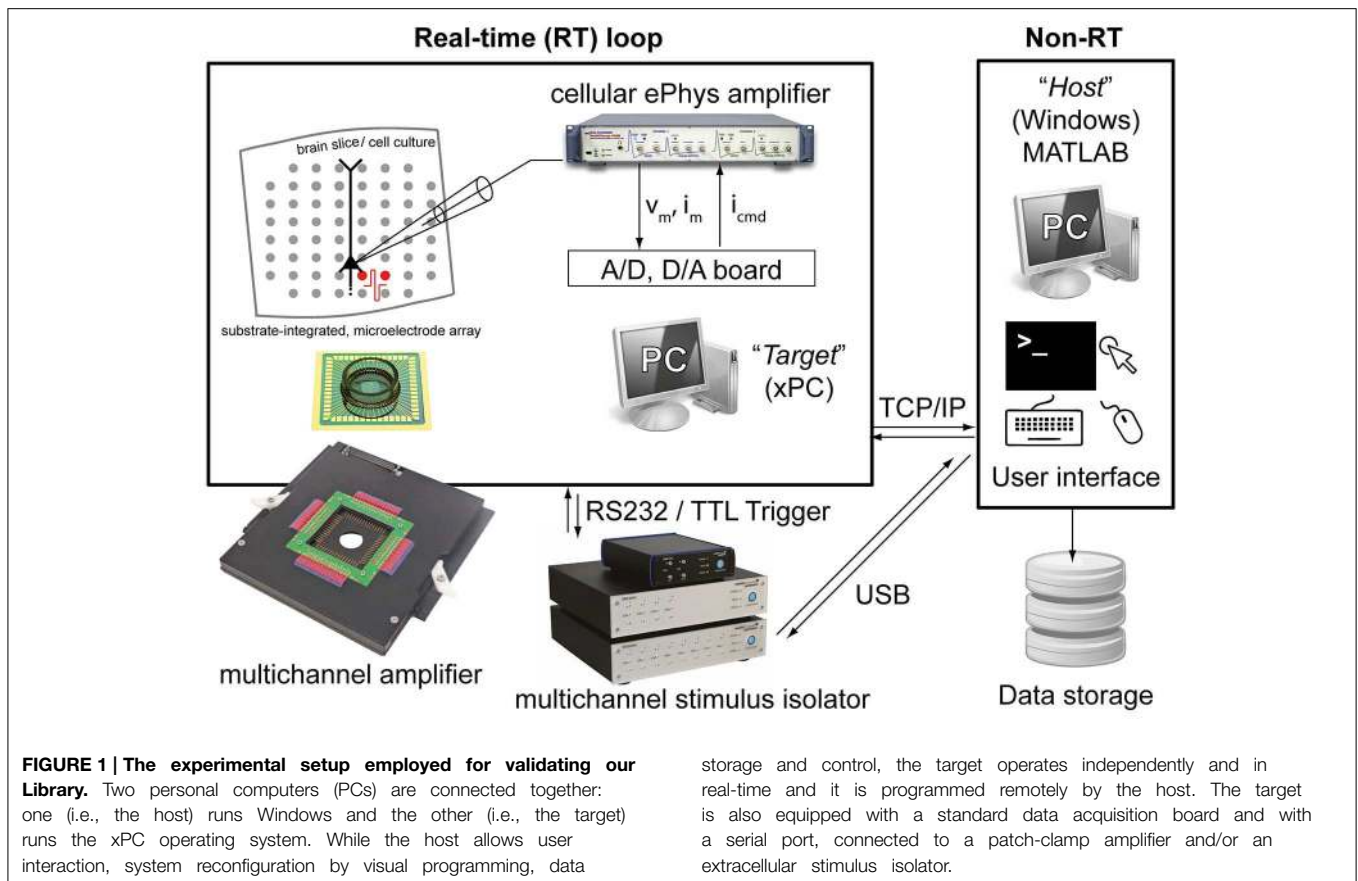 Real-time (RT) loop
Non-RT
cellular ePhys amplifier
brain slice/ cell culture
vm, im
icmd
A/D, D/A board
substrate-integrated, microelectrode array
PC
"Target"
(xPC)
"Host"
(Windows)
MATLAB
PC
>_
User interface
TCP/IP
RS232 / TTL Trigger
USB
multichannel amplifier
multichannel stimulus isolator
Data storage
FIGURE 1 | The experimental setup employed for validating our
Library. Two personal computers (PCs) are connected together:
one (i.e., the host) runs Windows and the other (i.e., the target)
runs the xPC operating system. While the host allows user
interaction, system reconfiguration by visual programming, data
storage and control, the target operates independently and in
real-time and it is programmed remotely by the host. The target
is also equipped with a standard data acquisition board and with
a serial port, connected to a patch-clamp amplifier and/or an
extracellular stimulus isolator.